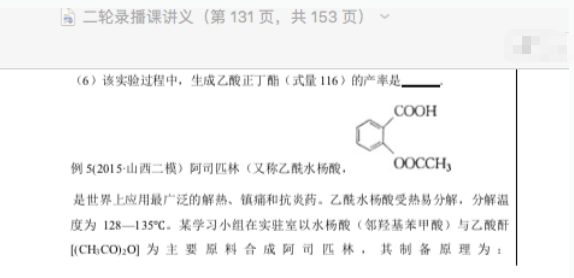 二轮录播课讲义（第 131 页，共 153 页）
（6）该实验过程中，生成乙酸正丁酯（式量 116）的产率是______.
COOH
OOCCH₃
例 5(2015·山西二模）阿司匹林（又称乙酰水杨酸，
是世界上应用最广泛的解热、镇痛和抗炎药。乙酰水杨酸受热易分解，分解温
度为 128—135℃。某学习小组在实驻室以水杨酸（邻羟基苯甲酸）与乙酸酐
[(CH₃CO)₂O] 为 主 要 原 料 合 成 阿 司 匹 林 ， 其 制 备 原 理 为 ：